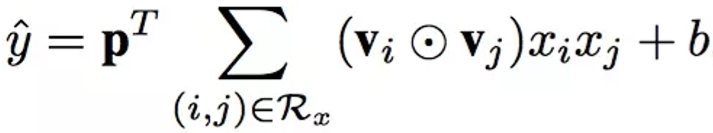 ŷ = p^T ∑_{(i,j)∈ℛ_x} (v_i ⊙ v_j)x_i x_j + b